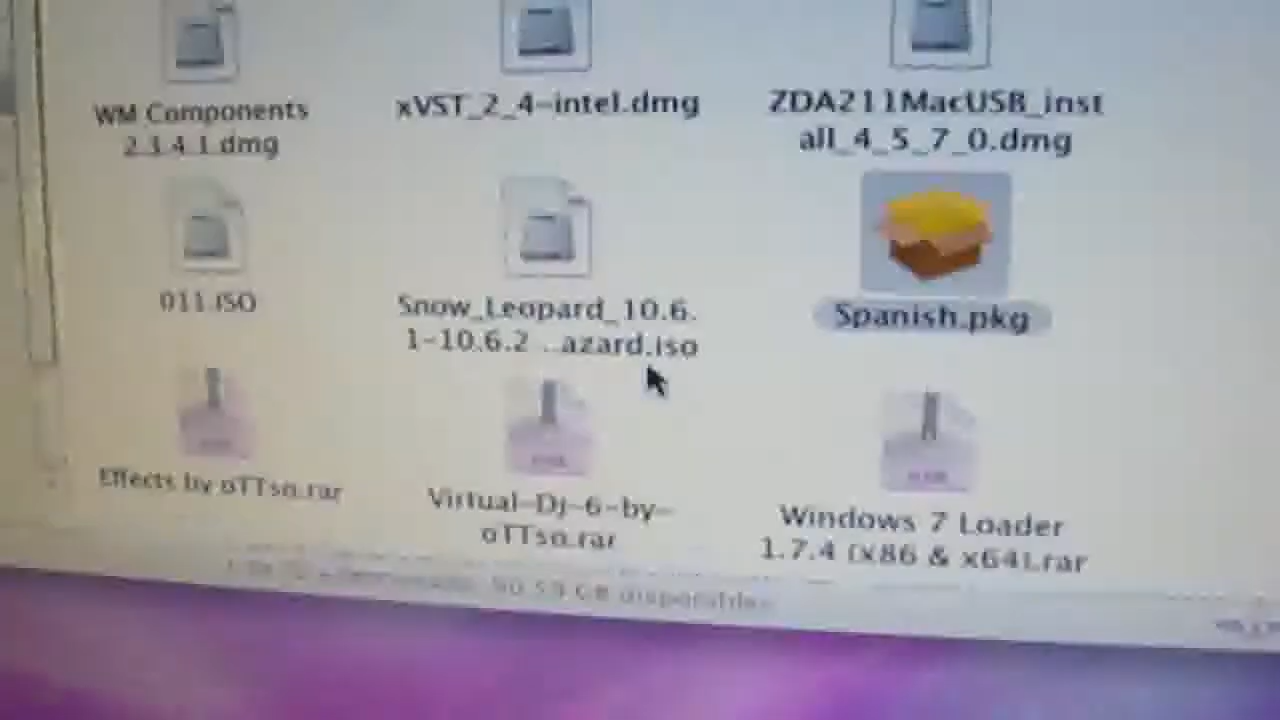 WM Components
2.3.4.1.dmg
xVST_2_4-intel.dmg
ZDA211MacUSB_inst
all_4_5_7_0.dmg
011.ISO
Snow_Leopard_10.6.
1-10.6.2 ...azard.iso
Spanish.pkg
Effects by oTTso.rar
Virtual-Dj-6-by-
oTTso.rar
Windows 7 Loader
1.7.4 (x86 & x64).rar
GB disponibles